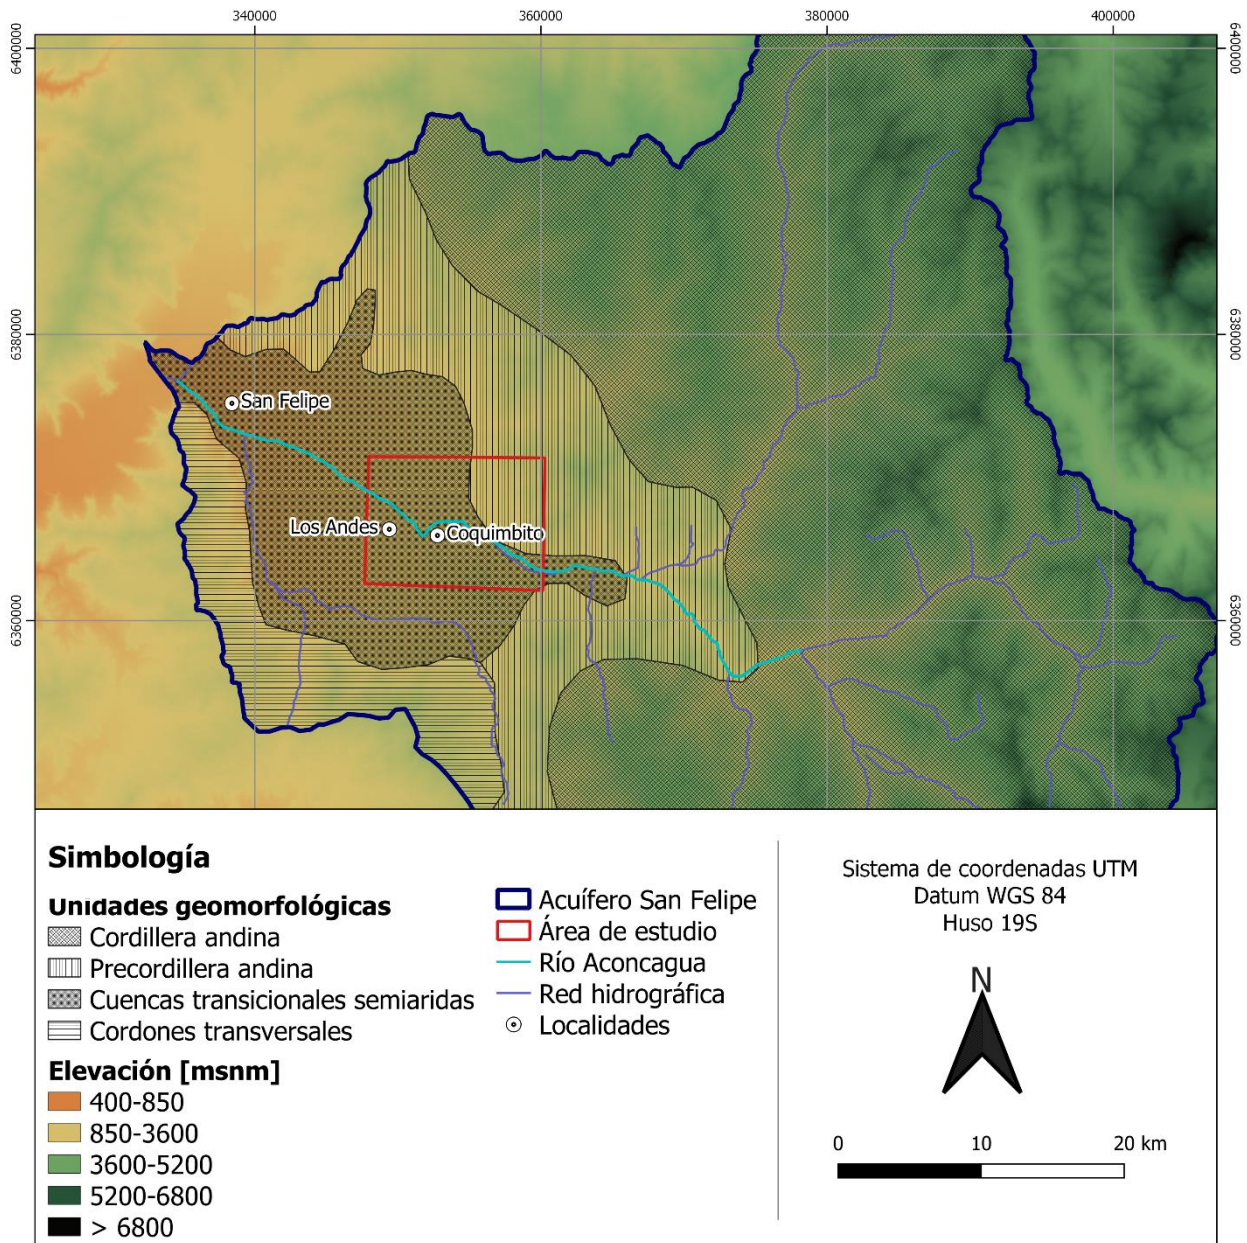 340000
360000
380000
400000
6400000
6400000
6380000
6380000
San Felipe
Los Andes
Coquimbito
6360000
6360000
Simbología
Unidades geomorfológicas
Cordillera andina
Precordillera andina
Cuencas transicionales semiaridas
Cordones transversales
Elevación [msnm]
400-850
850-3600
3600-5200
5200-6800
> 6800
Acuífero San Felipe
Área de estudio
Río Aconcagua
Red hidrográfica
Localidades
Sistema de coordenadas UTM
Datum WGS 84
Huso 19S
N
0 10 20 km